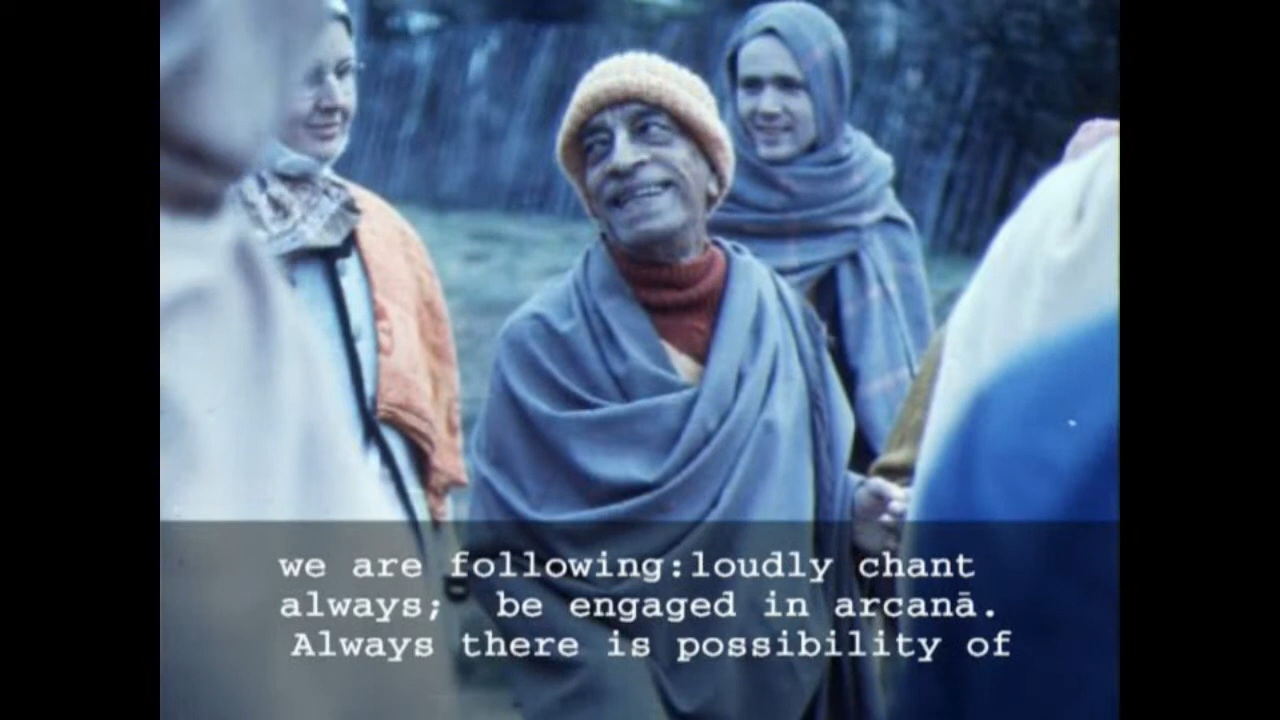 we are following:loudly chant
always;  be engaged in arcanā.
Always there is possibility of